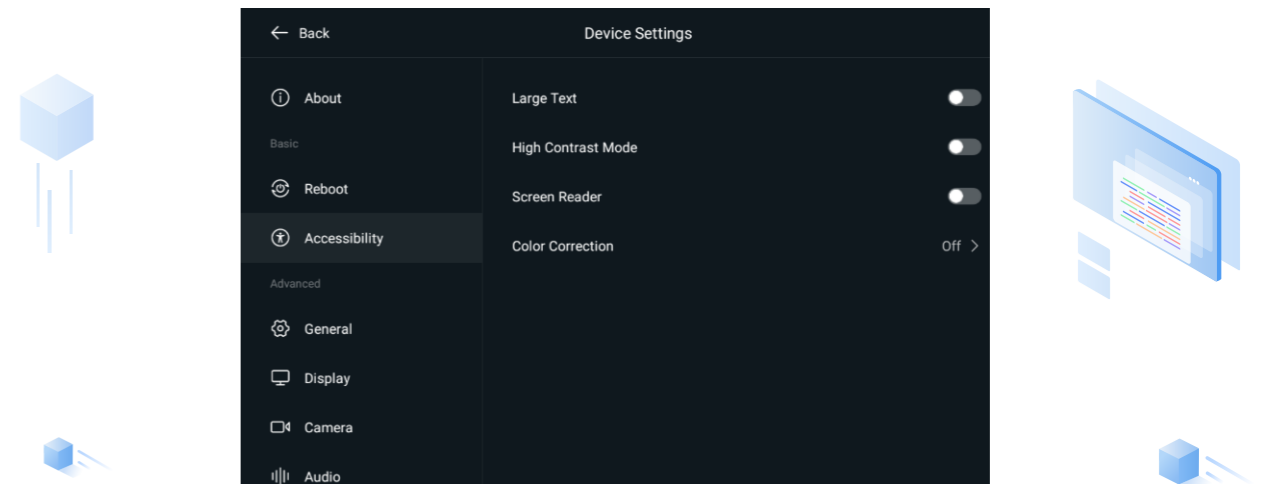 Back
Device Settings
About
Basic
Reboot
Accessibility
Advanced
General
Display
Camera
Audio
Large Text
High Contrast Mode
Screen Reader
Color Correction
Off